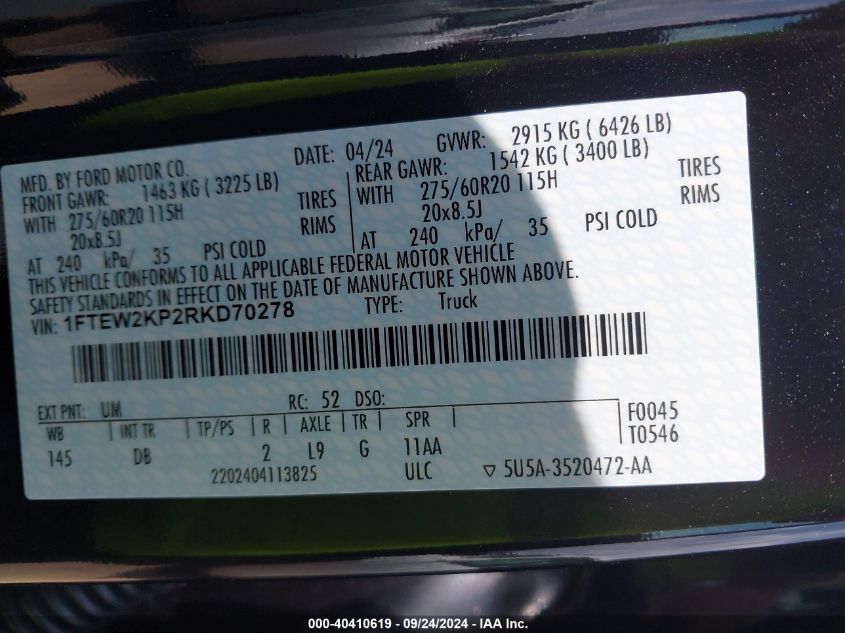 MFD. BY FORD MOTOR CO. DATE: 04/24 GVWR: 2915 KG ( 6426 LB)
FRONT GAWR: 1463 KG ( 3225 LB) REAR GAWR: 1542 KG ( 3400 LB)
WITH 275/60R20 115H TIRES WITH 275/60R20 115H TIRES
20x8.5J RIMS 20x8.5J RIMS
AT 240 kPa/ 35 PSI COLD AT 240 kPa/ 35 PSI COLD
THIS VEHICLE CONFORMS TO ALL APPLICABLE FEDERAL MOTOR VEHICLE
SAFETY STANDARDS IN EFFECT ON THE DATE OF MANUFACTURE SHOWN ABOVE.
VIN: 1FTEW2KP2RKD70278 TYPE: Truck
EXT PNT: UM RC: 52 DSO:
WB INT TR TP/PS R AXLE TR SPR F0045
145 DB 2 L9 G 11AA T0546
2202404113825 ULC ▽ 5U5A-3520472-AA
000-40410619 - 09/24/2024 - IAA Inc.